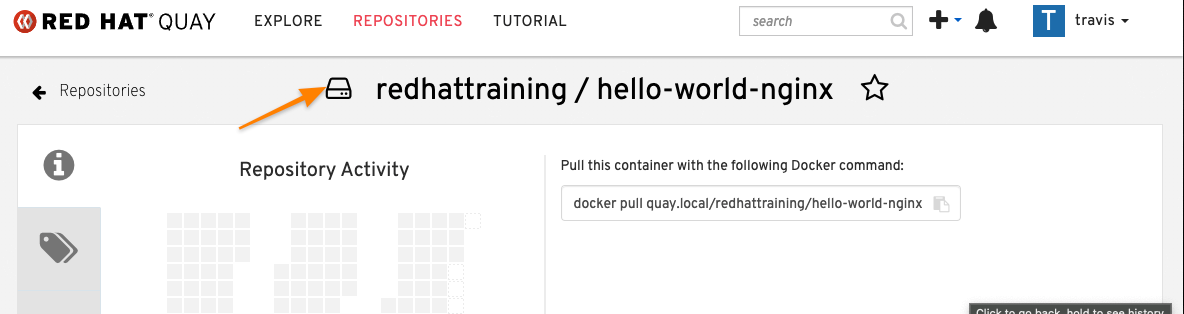 RED HAT® QUAY EXPLORE REPOSITORIES TUTORIAL search T travis
Repositories redhattraining / hello-world-nginx
Repository Activity
Pull this container with the following Docker command:
docker pull quay.local/redhattraining/hello-world-nginx
Click to go back, hold to see history